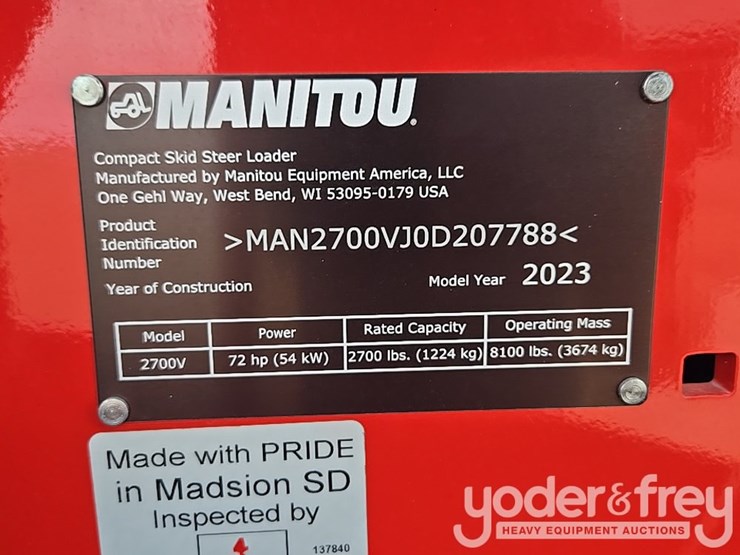 MANITOU.
Compact Skid Steer Loader
Manufactured by Manitou Equipment America, LLC
One Gehl Way, West Bend, WI 53095-0179 USA
Product
Identification >MAN2700VJ0D207788<
Number
Year of Construction Model Year 2023
Model Power Rated Capacity Operating Mass
2700V 72 hp (54 kW) 2700 lbs. (1224 kg) 8100 lbs. (3674 kg)
Made with PRIDE
in Madsion SD
Inspected by
137840
yoder&frey
HEAVY EQUIPMENT AUCTIONS